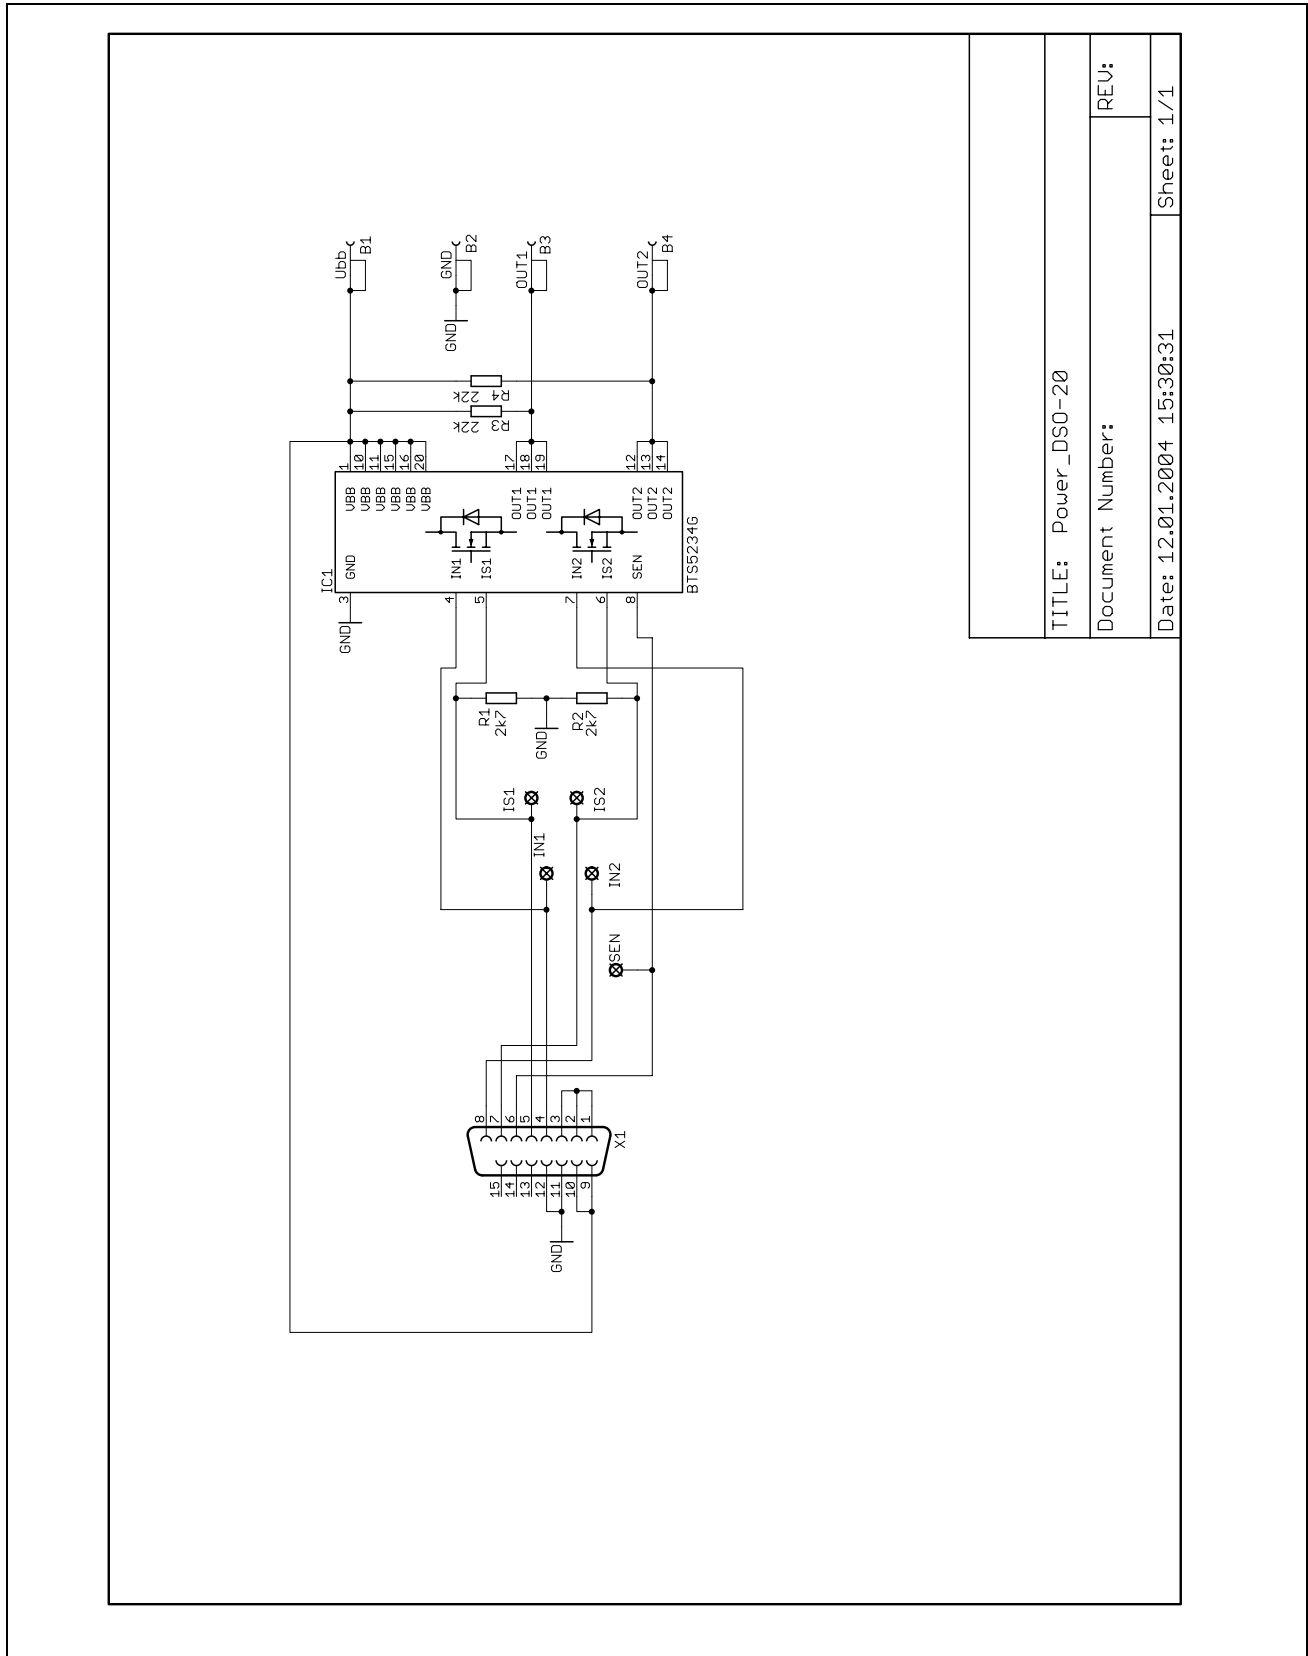 Vbb
B1
GND
B2
GND
OUT1
B3
OUT2
B4
R4
22k
R3
22k
1
10
11
15
16
20
17
18
19
12
13
14
VBB
VBB
VBB
VBB
VBB
VBB
OUT1
OUT1
OUT1
OUT2
OUT2
OUT2
IC1
GND
IN1
IS1
IN2
IS2
SEN
BTS5234G
3
4
5
7
6
8
GND
R1
2k7
R2
2k7
GND
IS1
IS2
IN1
IN2
SEN
8
7
6
5
4
3
2
1
X1
15
14
13
12
11
10
9
GND
TITLE: Power_DSO-20
Document Number:
REV:
Date: 12.01.2004 15:30:31
Sheet: 1/1